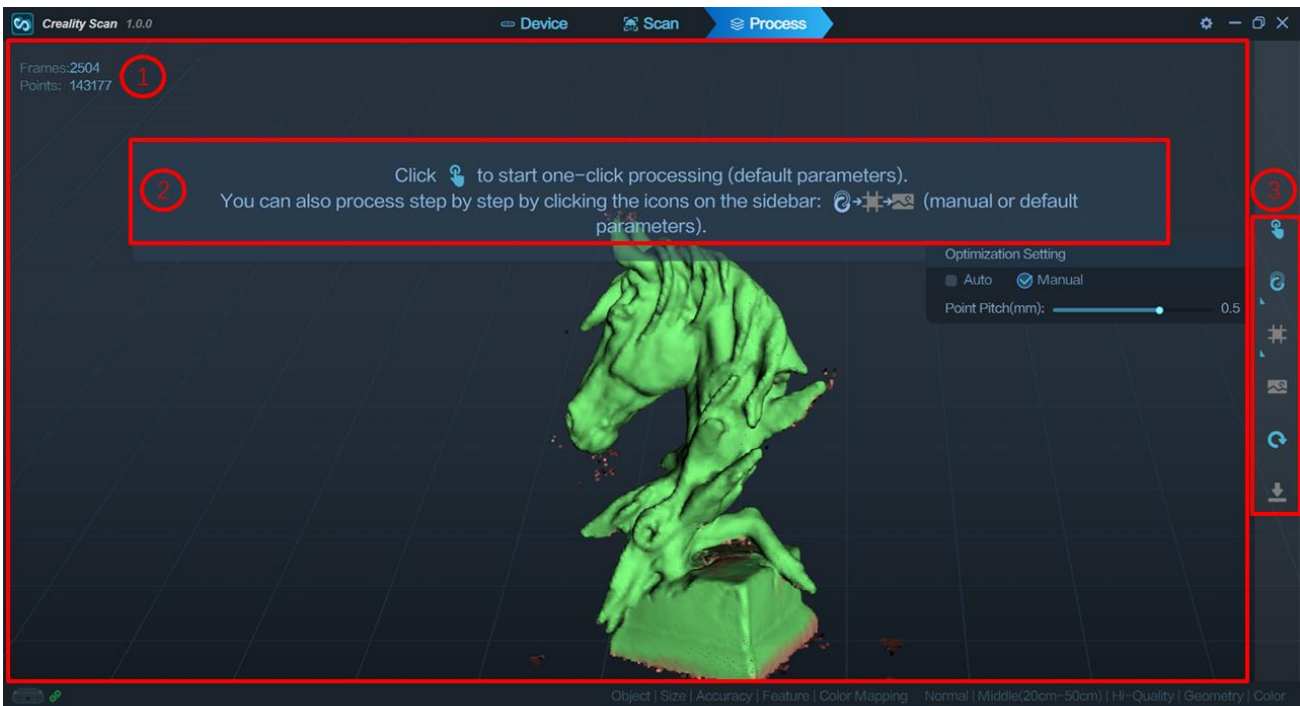 Creality Scan 1.0.0
Device
Scan
Process
Frames:2504
Points: 143177
1
2
Click to start one-click processing (default parameters).
You can also process step by step by clicking the icons on the sidebar: (manual or default
parameters).
3
Optimization Setting
Auto
Manual
Point Pitch(mm):
0.5
Object | Size | Accuracy | Feature | Color Mapping Normal | Middle(20cm-50cm) | Hi-Quality | Geometry | Color